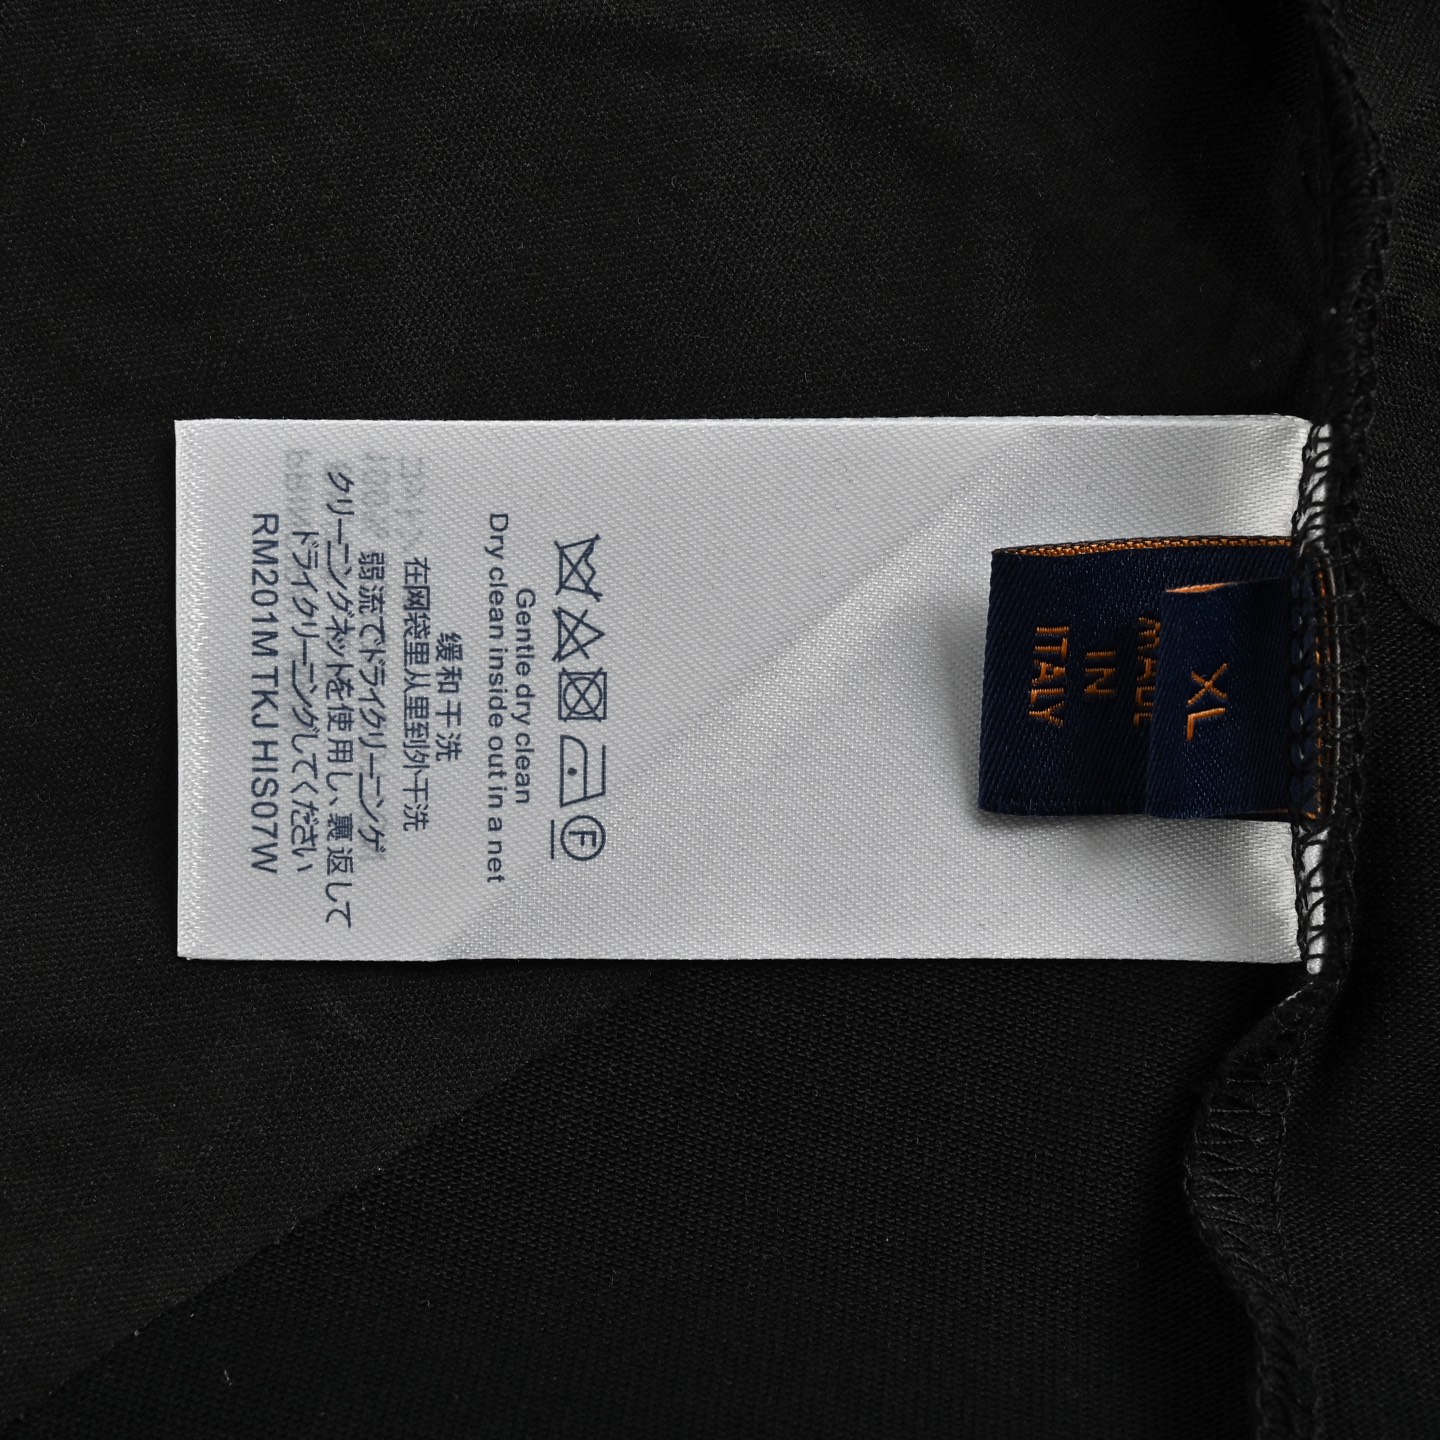 Gentle dry clean
Dry clean inside out in a net
缓和干洗
在网袋里从里到外干洗
弱流でドライクリーニング
クリーニングネットを使用し、裏返して
ドライクリーニングしてください
RM201M TKJ HIS07W
XL
MADE
IN
ITALY
F